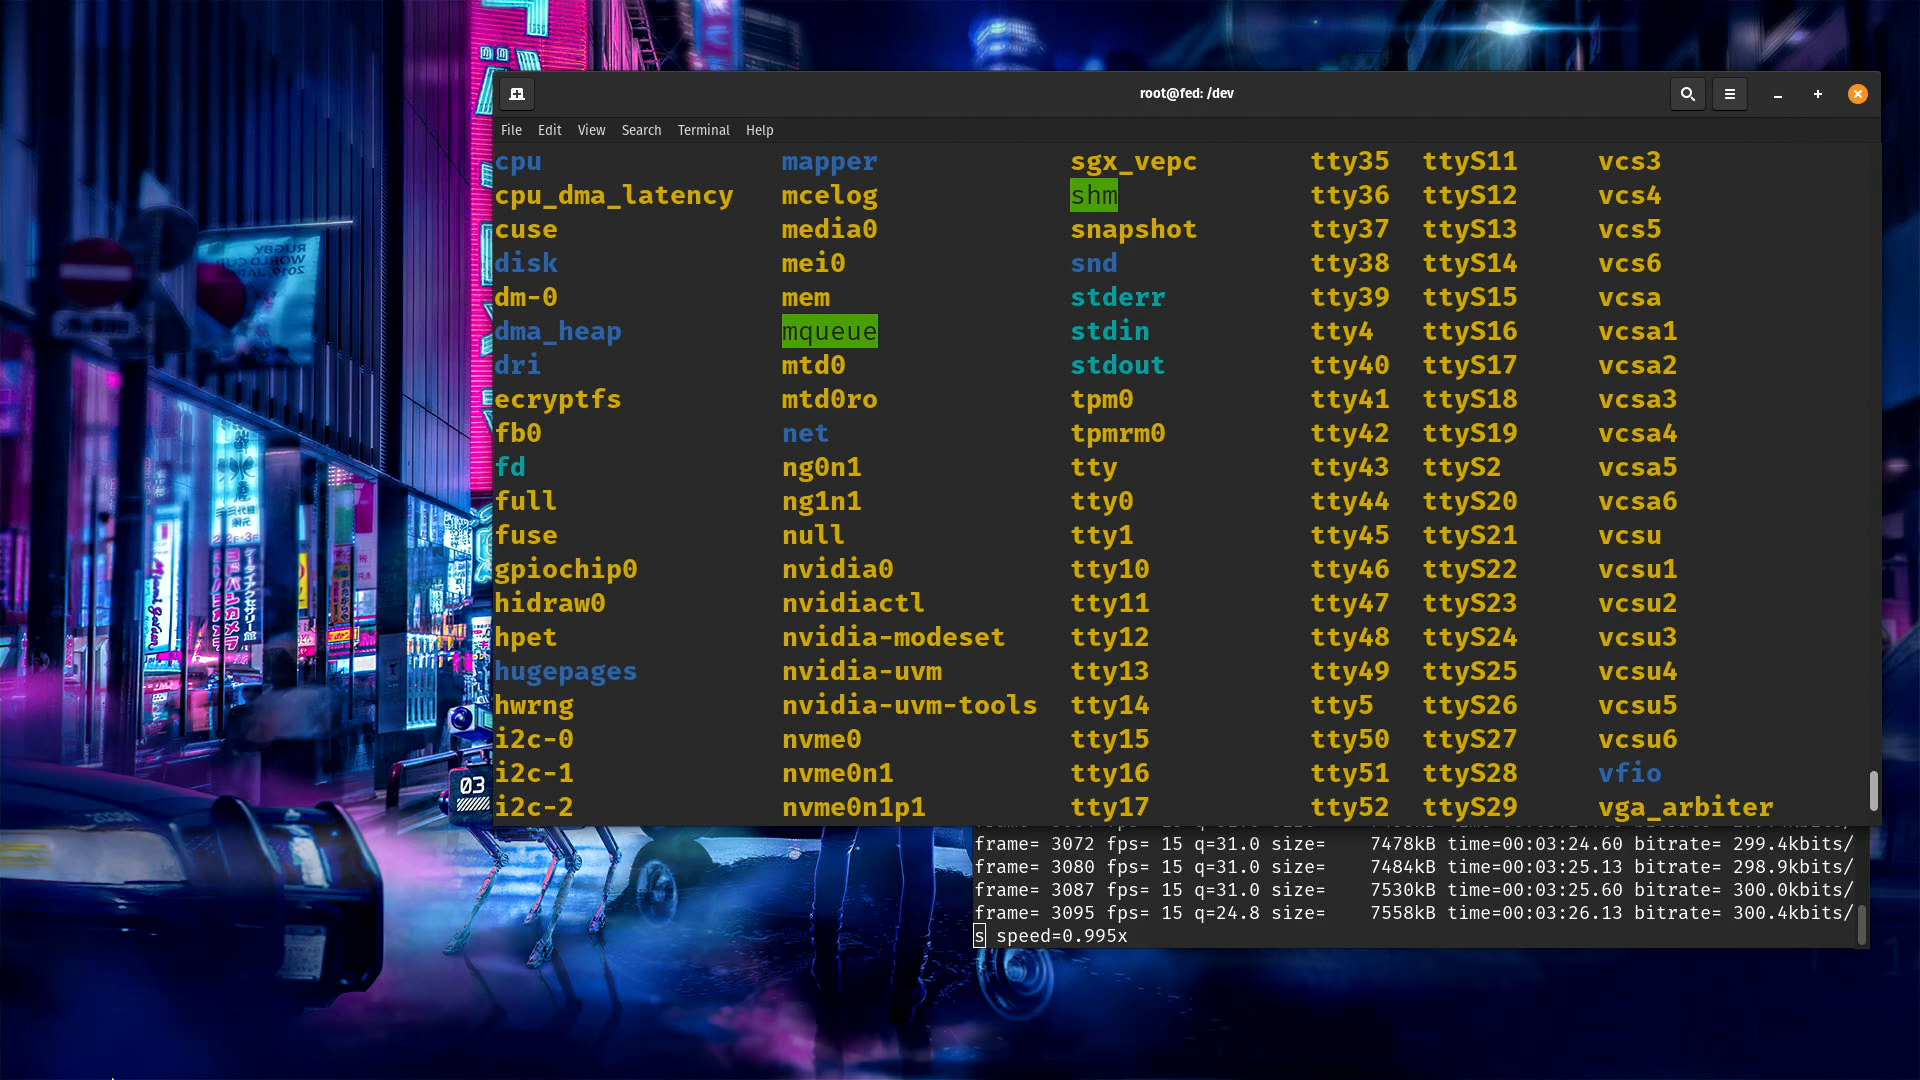 root@fed: /dev
File Edit View Search Terminal Help
cpu mapper sgx_vepc tty35 ttyS11 vcs3
cpu_dma_latency mcelog shm tty36 ttyS12 vcs4
cuse media0 snapshot tty37 ttyS13 vcs5
disk mei0 snd tty38 ttyS14 vcs6
dm-0 mem stderr tty39 ttyS15 vcsa
dma_heap mqueue stdin tty4 ttyS16 vcsa1
dri mtd0 stdout tty40 ttyS17 vcsa2
ecryptfs mtd0ro tpm0 tty41 ttyS18 vcsa3
fb0 net tpmrm0 tty42 ttyS19 vcsa4
fd ng0n1 tty tty43 ttyS2 vcsa5
full ng1n1 tty0 tty44 ttyS20 vcsa6
fuse null tty1 tty45 ttyS21 vcsu
gpiochip0 nvidia0 tty10 tty46 ttyS22 vcsu1
hidraw0 nvidiactl tty11 tty47 ttyS23 vcsu2
hpet nvidia-modeset tty12 tty48 ttyS24 vcsu3
hugepages nvidia-uvm tty13 tty49 ttyS25 vcsu4
hwrng nvidia-uvm-tools tty14 tty5 ttyS26 vcsu5
i2c-0 nvme0 tty15 tty50 ttyS27 vcsu6
i2c-1 nvme0n1 tty16 tty51 ttyS28 vfio
i2c-2 nvme0n1p1 tty17 tty52 ttyS29 vga_arbiter
frame= 3072 fps= 15 q=31.0 size=    7478kB time=00:03:24.60 bitrate= 299.4kbits/
frame= 3080 fps= 15 q=31.0 size=    7484kB time=00:03:25.13 bitrate= 298.9kbits/
frame= 3087 fps= 15 q=31.0 size=    7530kB time=00:03:25.60 bitrate= 300.0kbits/
frame= 3095 fps= 15 q=24.8 size=    7558kB time=00:03:26.13 bitrate= 300.4kbits/
s speed=0.995x
RUGBY
WORLD CUP
2019, JAPAN
03